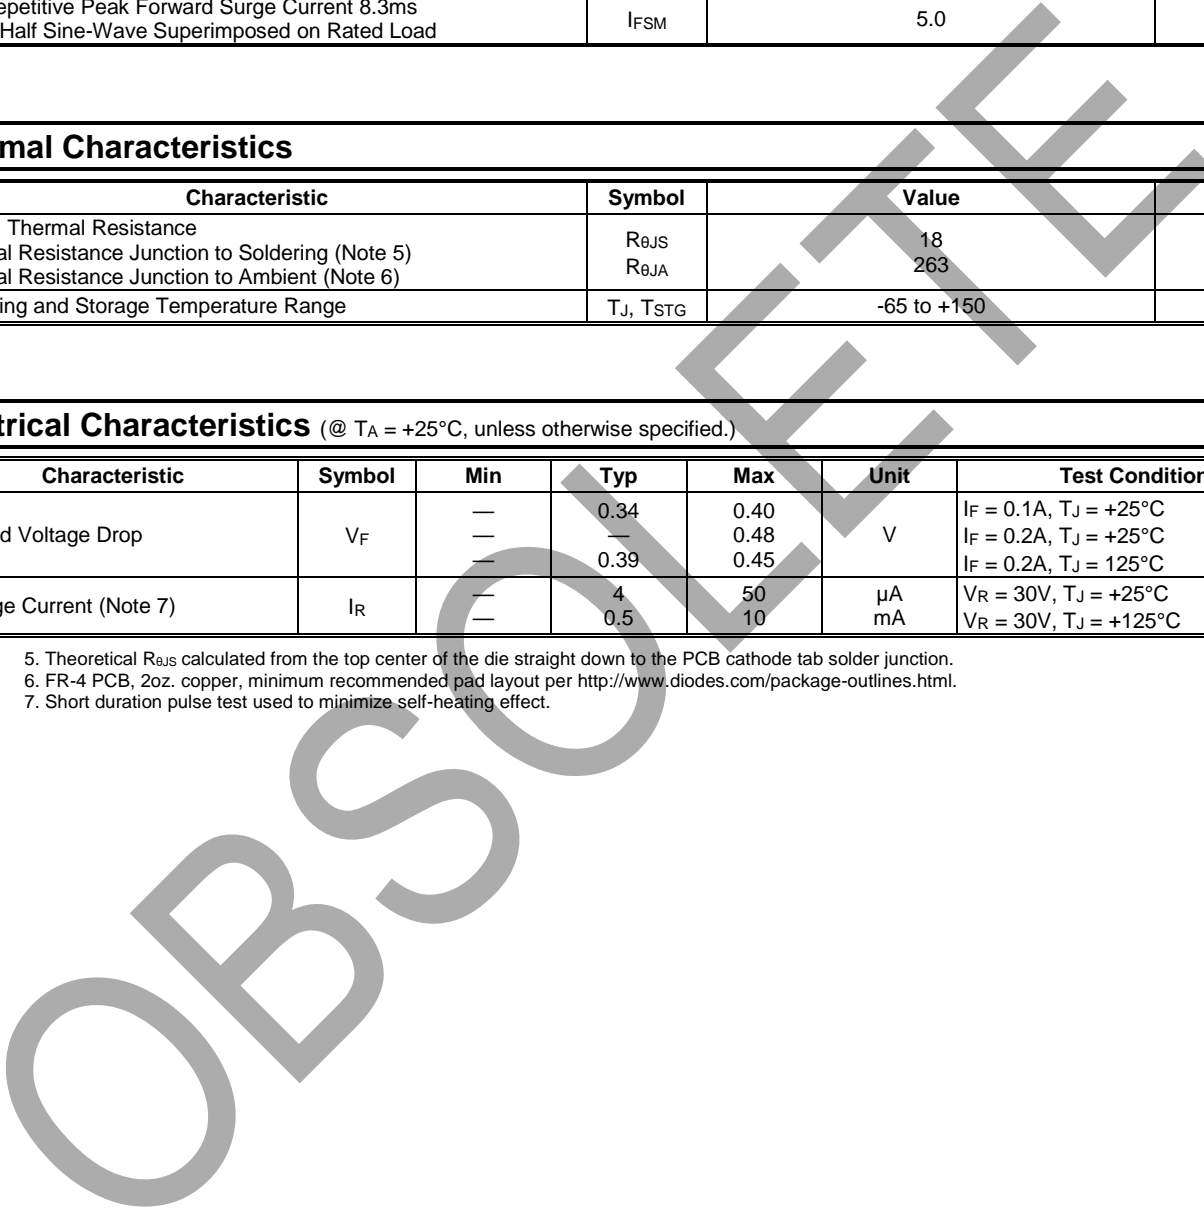 epetitive Peak Forward Surge Current 8.3ms
Half Sine-Wave Superimposed on Rated Load
IFSM
5.0
mal Characteristics
Characteristic Symbol Value
Thermal Resistance
al Resistance Junction to Soldering (Note 5)
al Resistance Junction to Ambient (Note 6)
RθJS
RθJA
18
263
ing and Storage Temperature Range TJ, TSTG -65 to +150
trical Characteristics (@ TA = +25°C, unless otherwise specified.)
Characteristic Symbol Min Typ Max Unit Test Condition
d Voltage Drop
VF
—
—
—
0.34
—
0.39
0.40
0.48
0.45
V
IF = 0.1A, TJ = +25°C
IF = 0.2A, TJ = +25°C
IF = 0.2A, TJ = 125°C
ge Current (Note 7)
IR
—
—
4
0.5
50
10
µA
mA
VR = 30V, TJ = +25°C
VR = 30V, TJ = +125°C
5. Theoretical RθJS calculated from the top center of the die straight down to the PCB cathode tab solder junction.
6. FR-4 PCB, 2oz. copper, minimum recommended pad layout per http://www.diodes.com/package-outlines.html.
7. Short duration pulse test used to minimize self-heating effect.
OBSOLETE